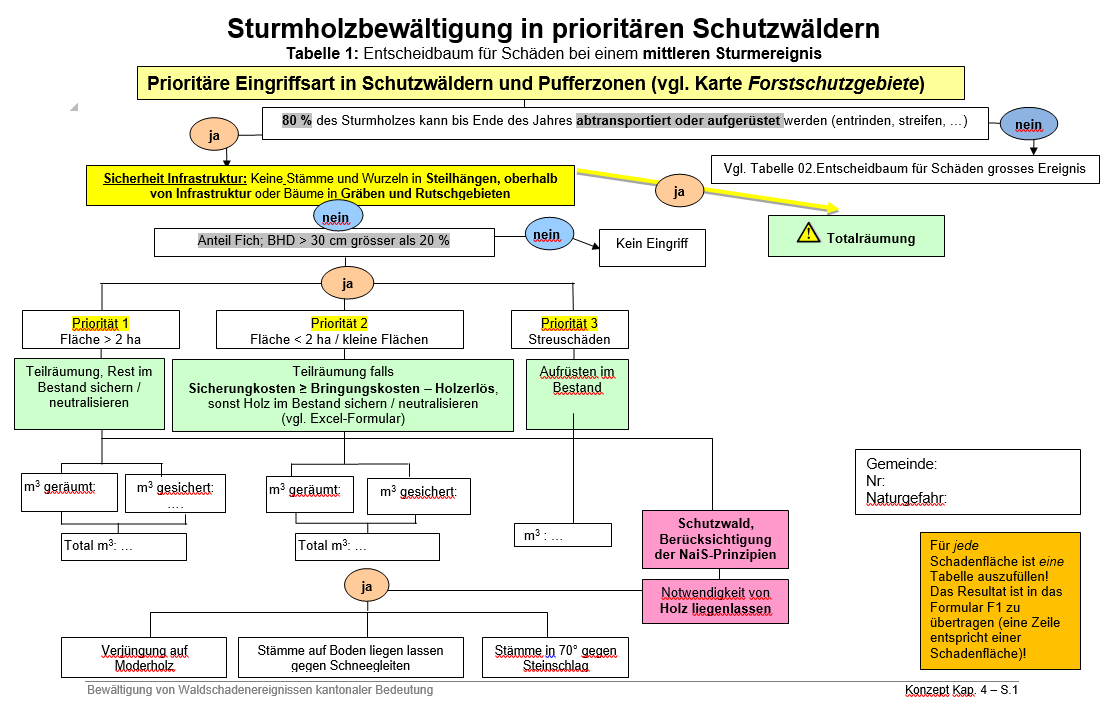 Sturmholzbewältigung in prioritären Schutzwäldern
Tabelle 1: Entscheidbaum für Schäden bei einem mittleren Sturmereignis
Prioritäre Eingriffsart in Schutzwäldern und Pufferzonen (vgl. Karte Forstschutzgebiete)
80 % des Sturmholzes kann bis Ende des Jahres abtransportiert oder aufgerüstet werden (entrinden, streifen, …)
ja
nein
Vgl. Tabelle 02.Entscheidbaum für Schäden grosses Ereignis
Sicherheit Infrastruktur: Keine Stämme und Wurzeln in Steilhängen, oberhalb
von Infrastruktur oder Bäume in Gräben und Rutschgebieten
ja
Totalräumung
nein
Anteil Fich; BHD > 30 cm grösser als 20 %
nein
Kein Eingriff
ja
Priorität 1
Fläche > 2 ha
Priorität 2
Fläche < 2 ha / kleine Flächen
Priorität 3
Streuschäden
Teilräumung, Rest im
Bestand sichern /
neutralisieren
Teilräumung falls
Sicherungkosten ≥ Bringungskosten – Holzerlös,
sonst Holz im Bestand sichern / neutralisieren
(vgl. Excel-Formular)
Aufrüsten im
Bestand
m³ geräumt:
m³ gesichert:
….
m³ geräumt:
m³ gesichert:
Total m³: …
Total m³: …
m³ : …
Schutzwald,
Berücksichtigung
der NaiS-Prinzipien
Notwendigkeit von
Holz liegenlassen
ja
Verjüngung auf
Moderholz
Stämme auf Boden liegen lassen
gegen Schneegleiten
Stämme in 70° gegen
Steinschlag
Gemeinde:
Nr:
Naturgefahr:
Für jede
Schadenfläche ist eine
Tabelle auszufüllen!
Das Resultat ist in das
Formular F1 zu
übertragen (eine Zeile
entspricht einer
Schadenfläche)!
Bewältigung von Waldschadenereignissen kantonaler Bedeutung
Konzept Kap. 4 – S.1